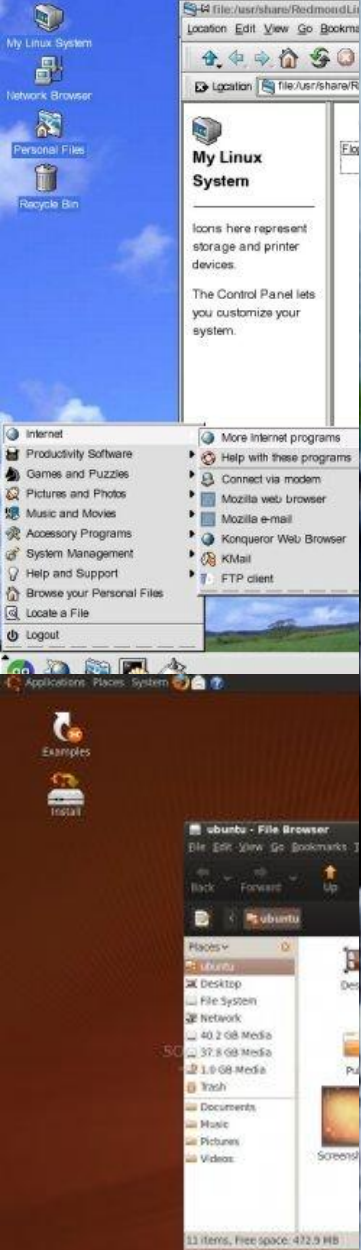 My Linux System
Network Browser
Personal Files
Recycle Bin
file:/usr/share/RedmondLi
Location Edit View Go Bookma
Location file:/usr/share/R
My Linux
System
Icons here represent
storage and printer
devices.
The Control Panel lets
you customize your
system.
Flo
Internet
Productivity Software
Games and Puzzles
Pictures and Photos
Music and Movies
Accessory Programs
System Management
Help and Support
Browse your Personal Files
Locate a File
Logout
More Internet programs
Help with these programs
Connect via modem
Mozilla web browser
Mozilla e-mail
Konqueror Web Browser
KMail
FTP client
Applications Places System
Examples
Install
ubuntu - File Browser
File Edit View Go Bookmarks
Back Forward Up
ubuntu
Places
ubuntu
Desktop
File System
Network
40.2 GB Media
37.8 GB Media
1.0 GB Media
Trash
Documents
Music
Pictures
Videos
Des
Pu
Screensh
11 items, Free space: 472.9 MB